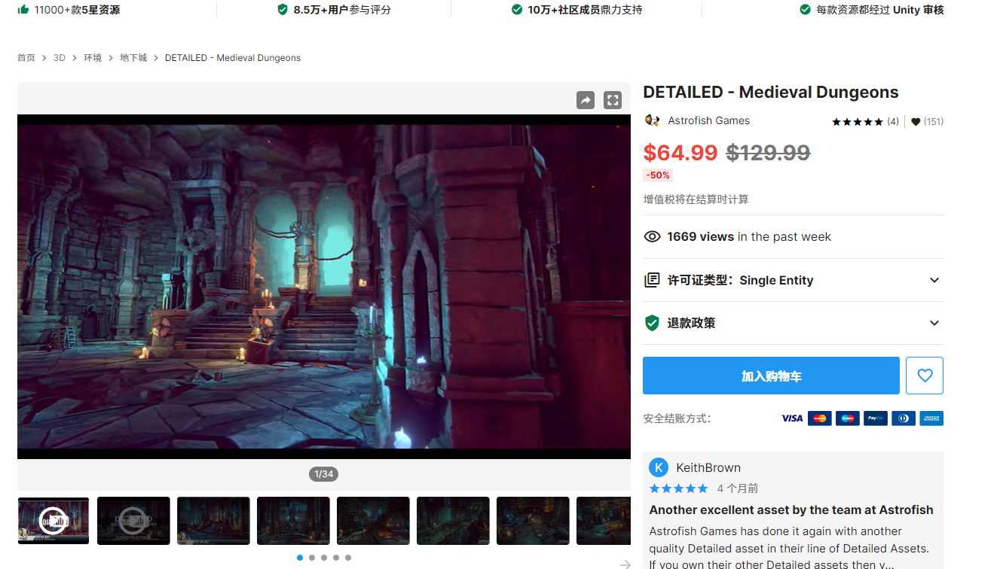 11000+款5星资源
8.5万+用户参与评分
10万+社区成员鼎力支持
每款资源都经过 Unity 审核
首页 > 3D > 环境 > 地下城 > DETAILED - Medieval Dungeons
DETAILED - Medieval Dungeons
Astrofish Games
(4)
(151)
$64.99 $129.99
-50%
增值税将在结算时计算
1669 views in the past week
许可证类型：Single Entity
退款政策
加入购物车
安全结账方式：
VISA
PayPal
AMEX
1/34
K KeithBrown
4 个月前
Another excellent asset by the team at Astrofish
Astrofish Games has done it again with another
quality Detailed asset in their line of Detailed Assets.
If you own their other Detailed assets then y...